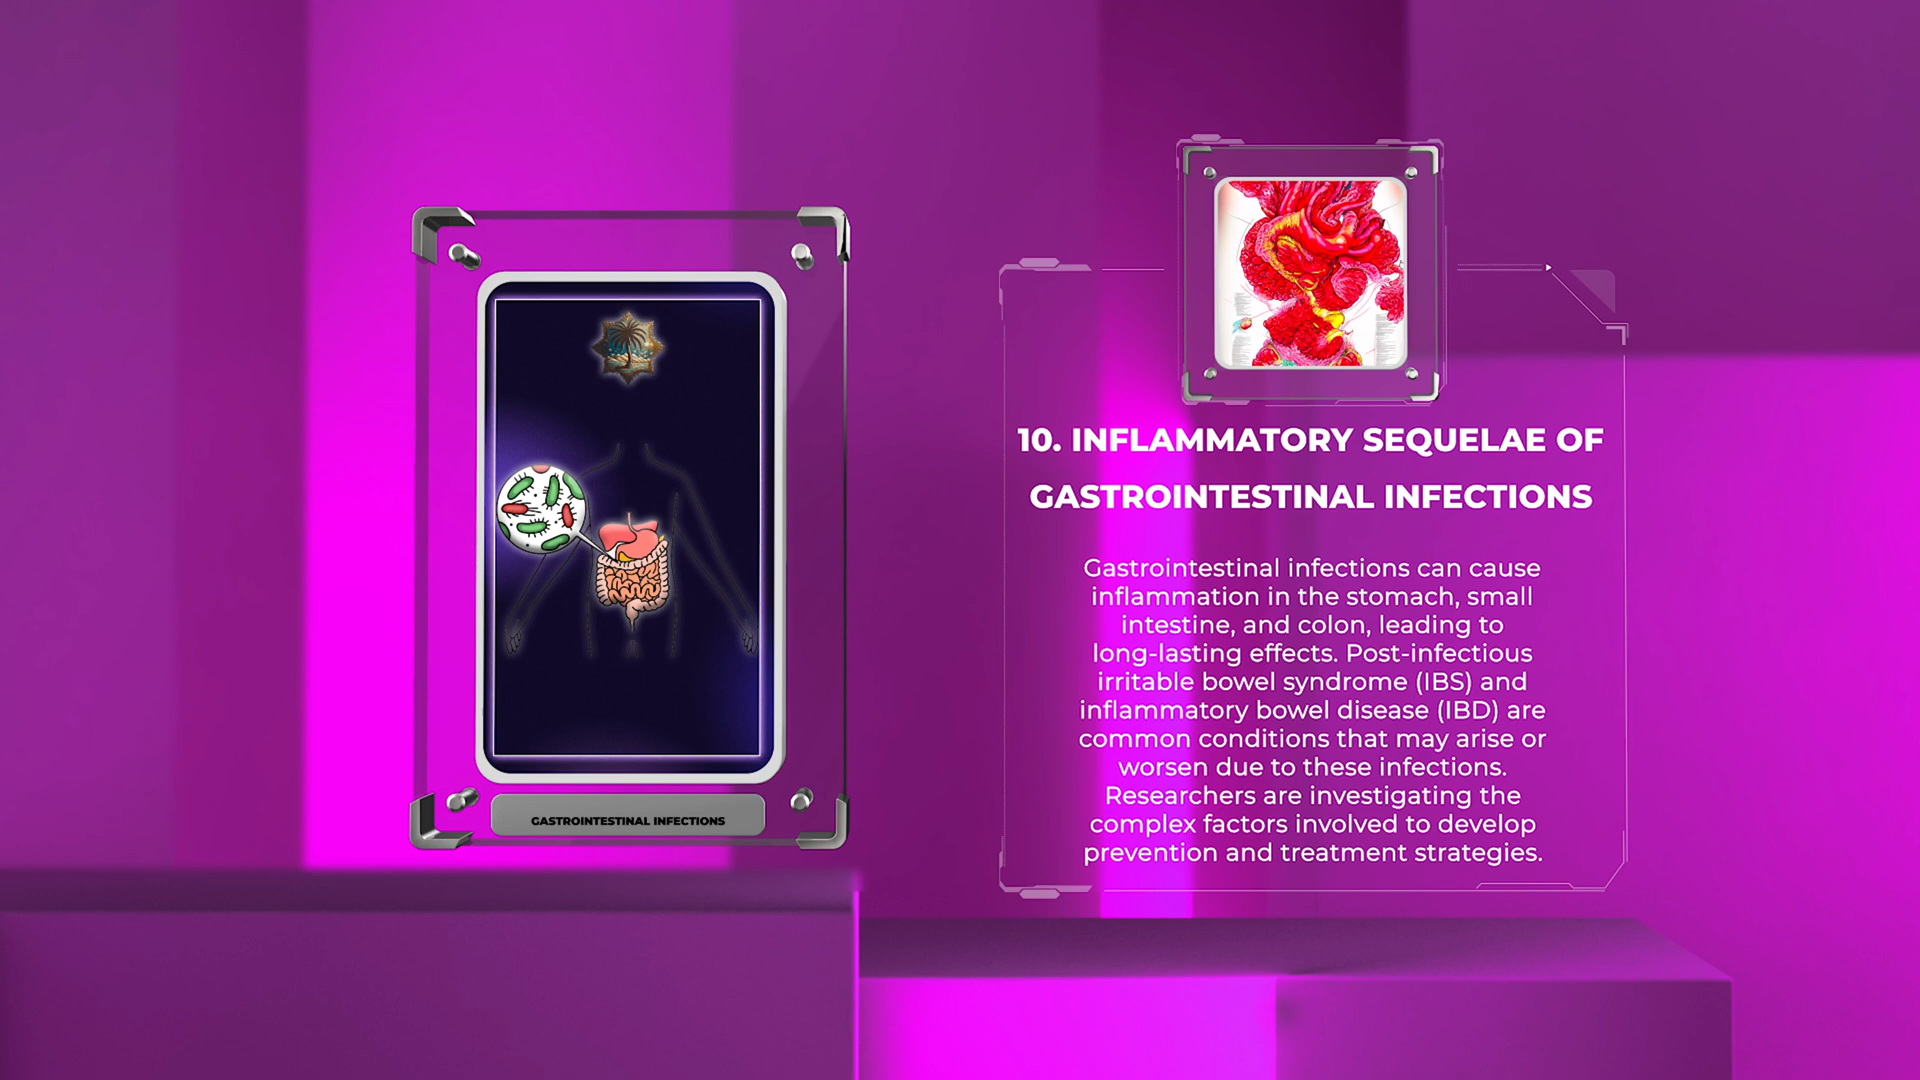 GASTROINTESTINAL INFECTIONS
10. INFLAMMATORY SEQUELAE OF
GASTROINTESTINAL INFECTIONS
Gastrointestinal infections can cause
inflammation in the stomach, small
intestine, and colon, leading to
long-lasting effects. Post-infectious
irritable bowel syndrome (IBS) and
inflammatory bowel disease (IBD) are
common conditions that may arise or
worsen due to these infections.
Researchers are investigating the
complex factors involved to develop
prevention and treatment strategies.